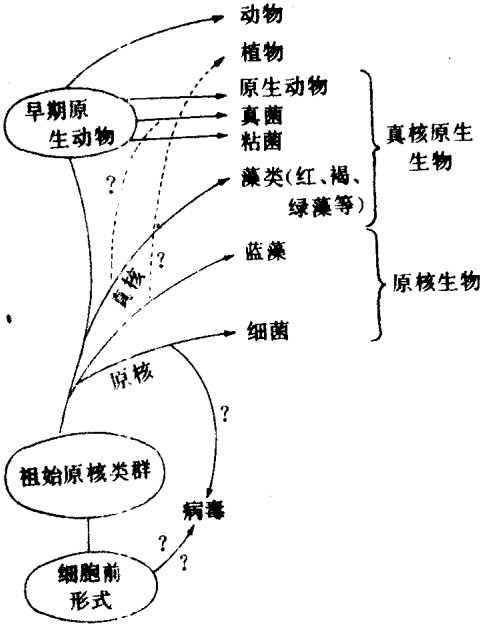 动物
植物
早期原
生动物
原生动物
真菌
粘菌
真核原生
生物
?
藻类(红、褐、
绿藻等)
?
蓝藻
真核
原核生物
细菌
原核
?
祖始原核类群
病毒
?
?
细胞前
形式